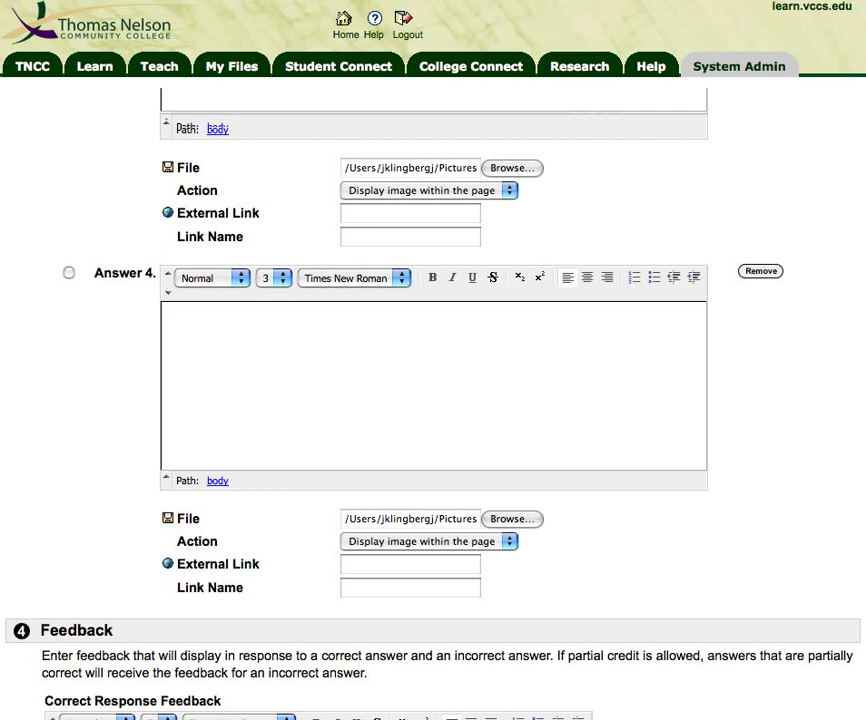 learn.vccs.edu
Thomas Nelson
COMMUNITY COLLEGE
Home Help Logout
TNCC Learn Teach My Files Student Connect College Connect Research Help System Admin
Path: body
File /Users/jklingbergj/Pictures Browse...
Action Display image within the page
External Link
Link Name
Answer 4. Normal 3 Times New Roman B I U S x₂ x² Remove
Path: body
File /Users/jklingbergj/Pictures Browse...
Action Display image within the page
External Link
Link Name
4 Feedback
Enter feedback that will display in response to a correct answer and an incorrect answer. If partial credit is allowed, answers that are partially
correct will receive the feedback for an incorrect answer.
Correct Response Feedback